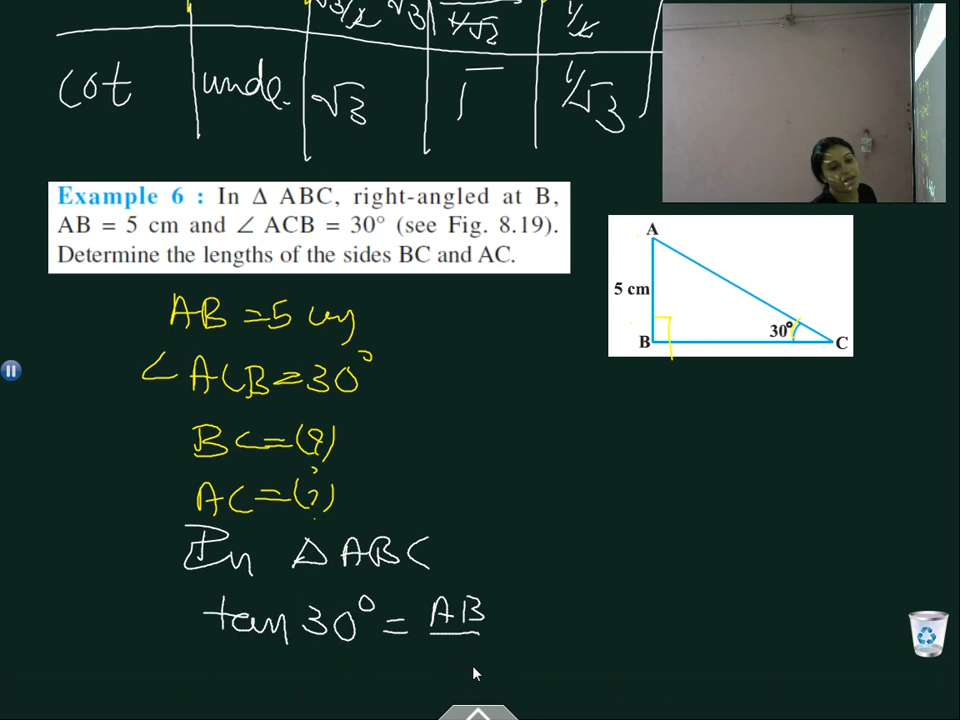 cot unde. √3 1 1/√3
Example 6 : In Δ ABC, right-angled at B,
AB = 5 cm and ∠ ACB = 30° (see Fig. 8.19).
Determine the lengths of the sides BC and AC.
A
5 cm
B
30°
C
AB = 5 cm
∠ ACB = 30°
BC = (?)
AC = (?)
In Δ ABC
tan 30° = AB